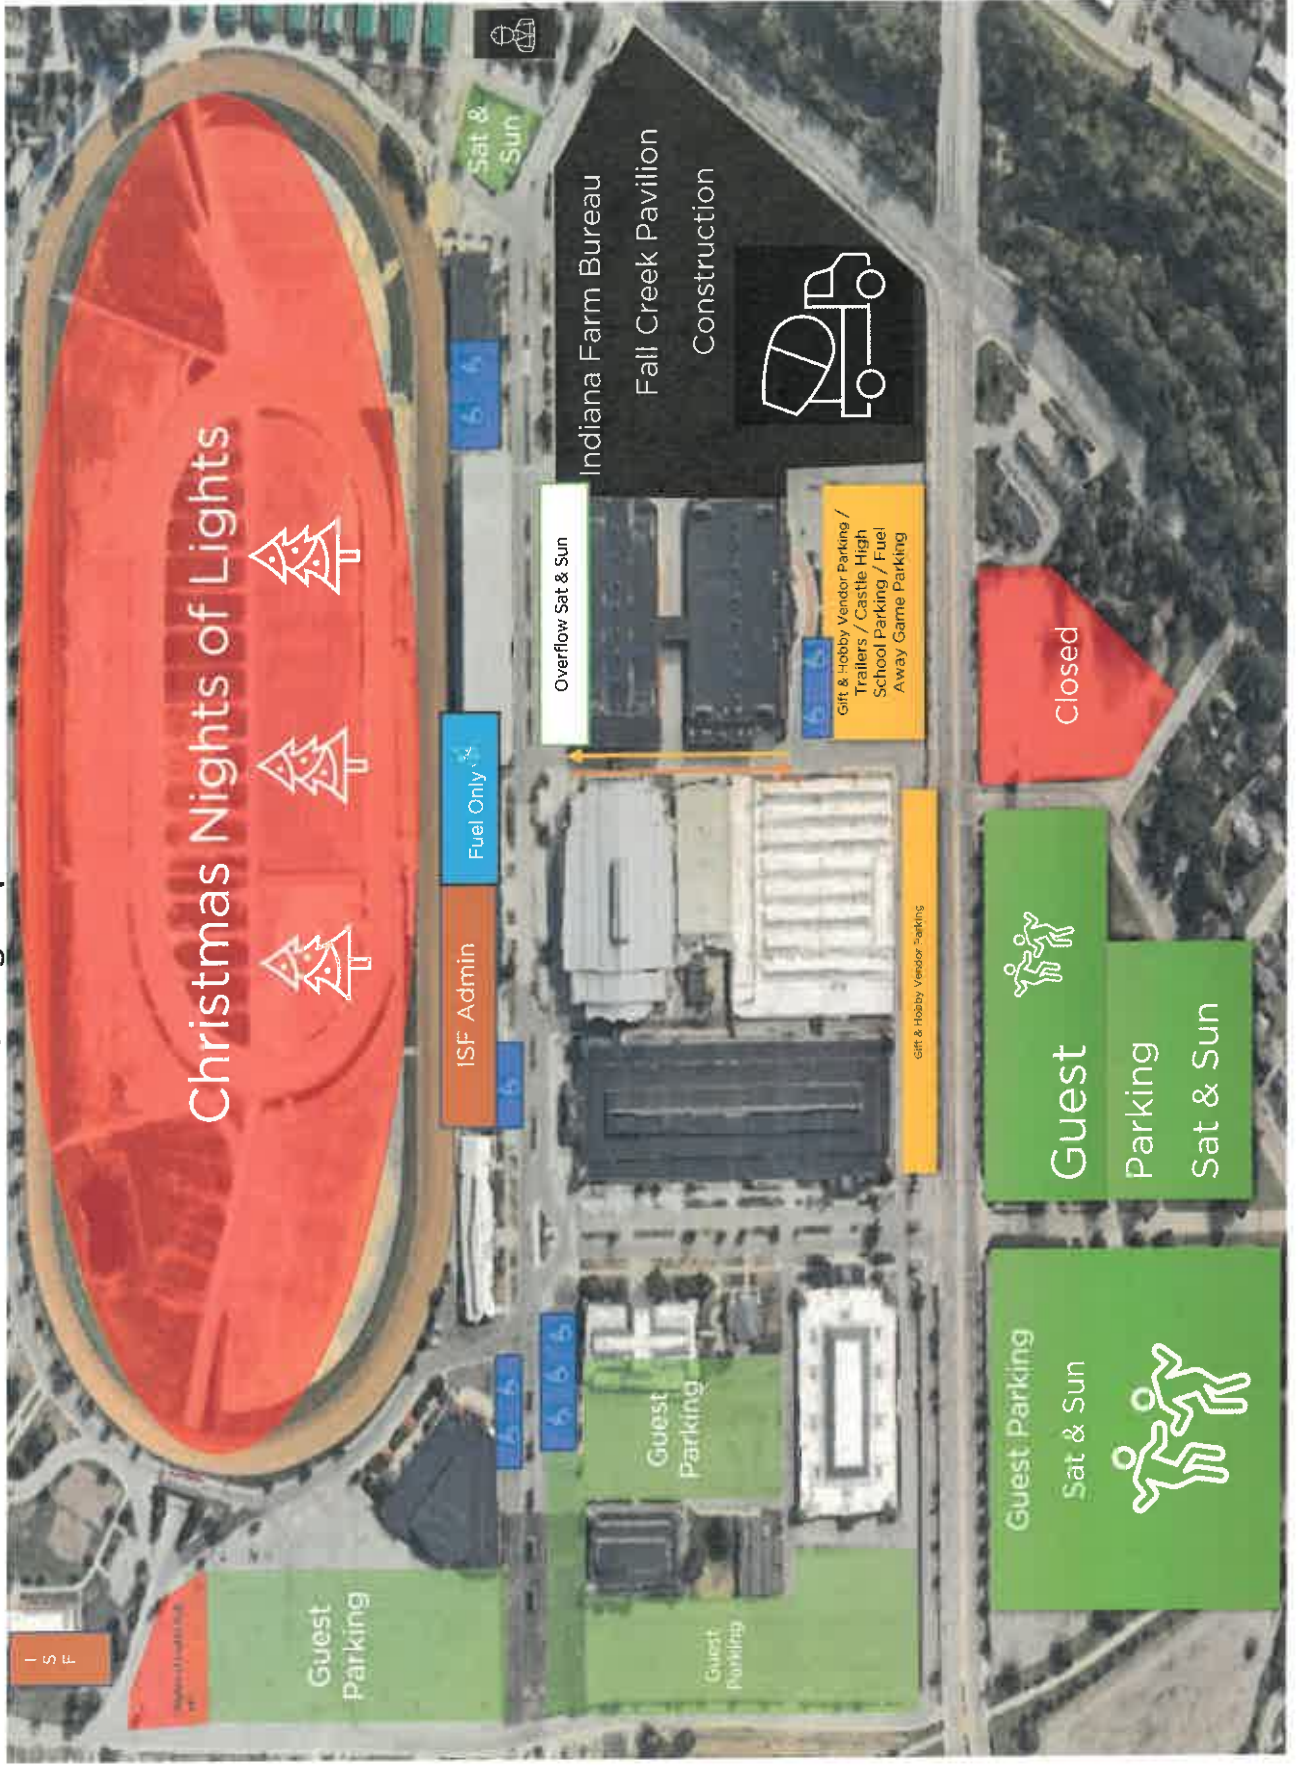 Christmas Nights of Lights
Sat &
Sun
Indiana Farm Bureau
Fall Creek Pavilion
Construction
Overflow Sat & Sun
Fuel Only
ISF Admin
Gift & Hobby Vendor Parking /
Trailers / Castle High
School Parking / Fuel
Away Game Parking
Gift & Hobby Vendor Parking
Closed
Guest
Parking
Sat & Sun
Guest Parking
Sat & Sun
Guest
Parking
Guest
Parking
Guest
Parking
I
S
F